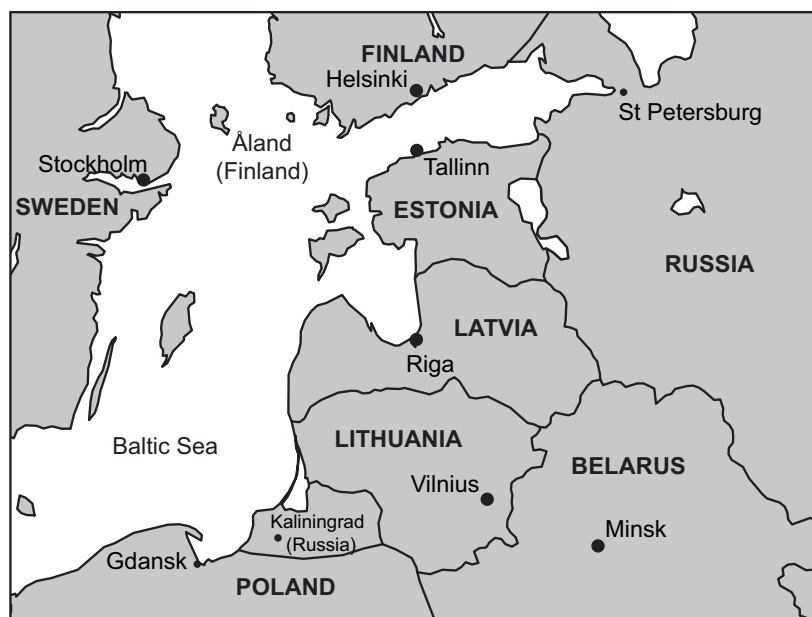 FINLAND
Helsinki
St Petersburg
Åland
(Finland)
Stockholm
Tallinn
SWEDEN
ESTONIA
RUSSIA
LATVIA
Riga
LITHUANIA
Baltic Sea
BELARUS
Vilnius
Kaliningrad
(Russia)
Minsk
Gdansk
POLAND